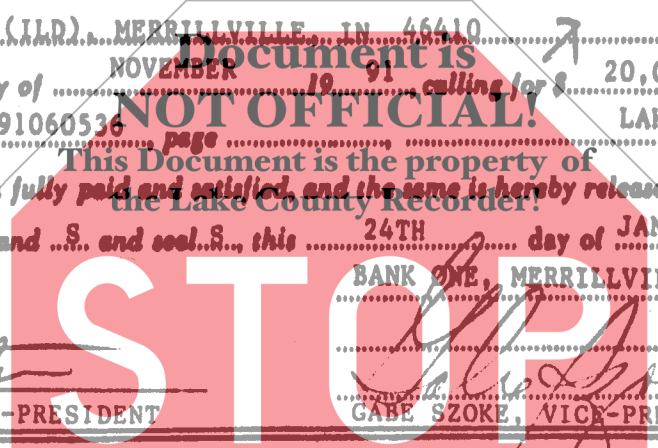 (ILD), MERRILLVILLE, IN 46410
Document is
y of NOVEMBER 19 91 calling for $ 20,0
NOT OFFICIAL!
91060536 page LA
This Document is the property of
fully paid and satisfied, and the same is hereby release
the Lake County Recorder!
and S and seal S, this 24TH day of JAN
BANK ONE, MERRILLVI
STOP
-PRESIDENT GABE SZOKE, VICE-PRE